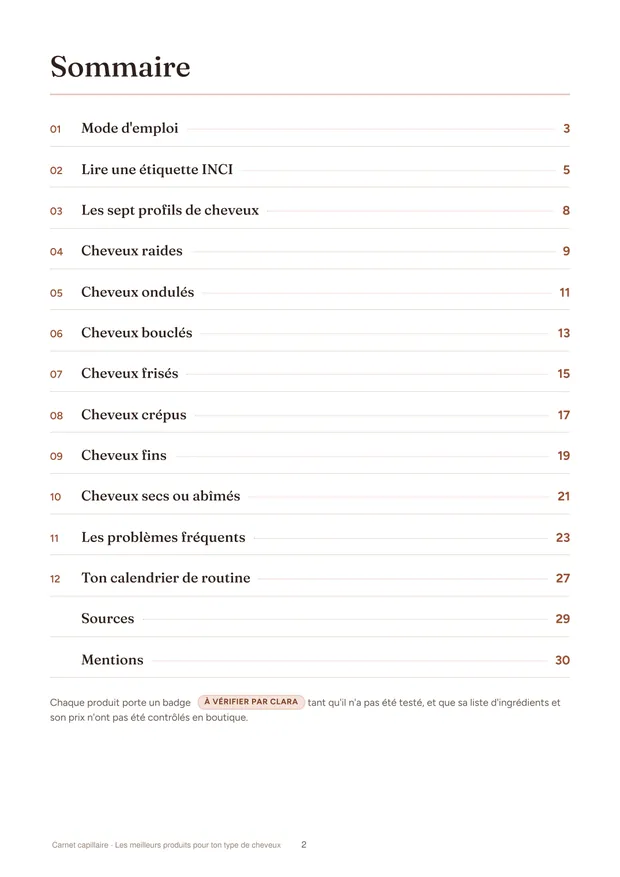 Sommaire
01 Mode d'emploi 3
02 Lire une étiquette INCI 5
03 Les sept profils de cheveux 8
04 Cheveux raides 9
05 Cheveux ondulés 11
06 Cheveux bouclés 13
07 Cheveux frisés 15
08 Cheveux crépus 17
09 Cheveux fins 19
10 Cheveux secs ou abîmés 21
11 Les problèmes fréquents 23
12 Ton calendrier de routine 27
Sources 29
Mentions 30
Chaque produit porte un badge À VÉRIFIER PAR CLARA tant qu'il n'a pas été testé, et que sa liste d'ingrédients et
son prix n'ont pas été contrôlés en boutique.
Carnet capillaire · Les meilleurs produits pour ton type de cheveux 2